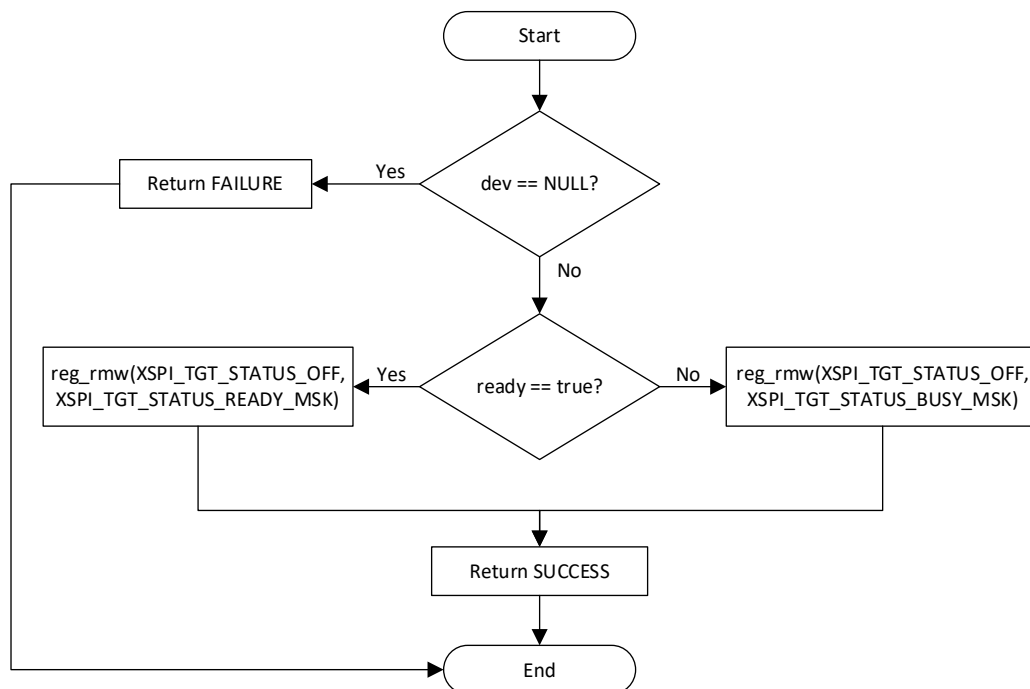 Start
dev == NULL?
Yes
Return FAILURE
No
ready == true?
Yes
reg_rmw(XSPI_TGT_STATUS_OFF,
XSPI_TGT_STATUS_READY_MSK)
No
reg_rmw(XSPI_TGT_STATUS_OFF,
XSPI_TGT_STATUS_BUSY_MSK)
Return SUCCESS
End